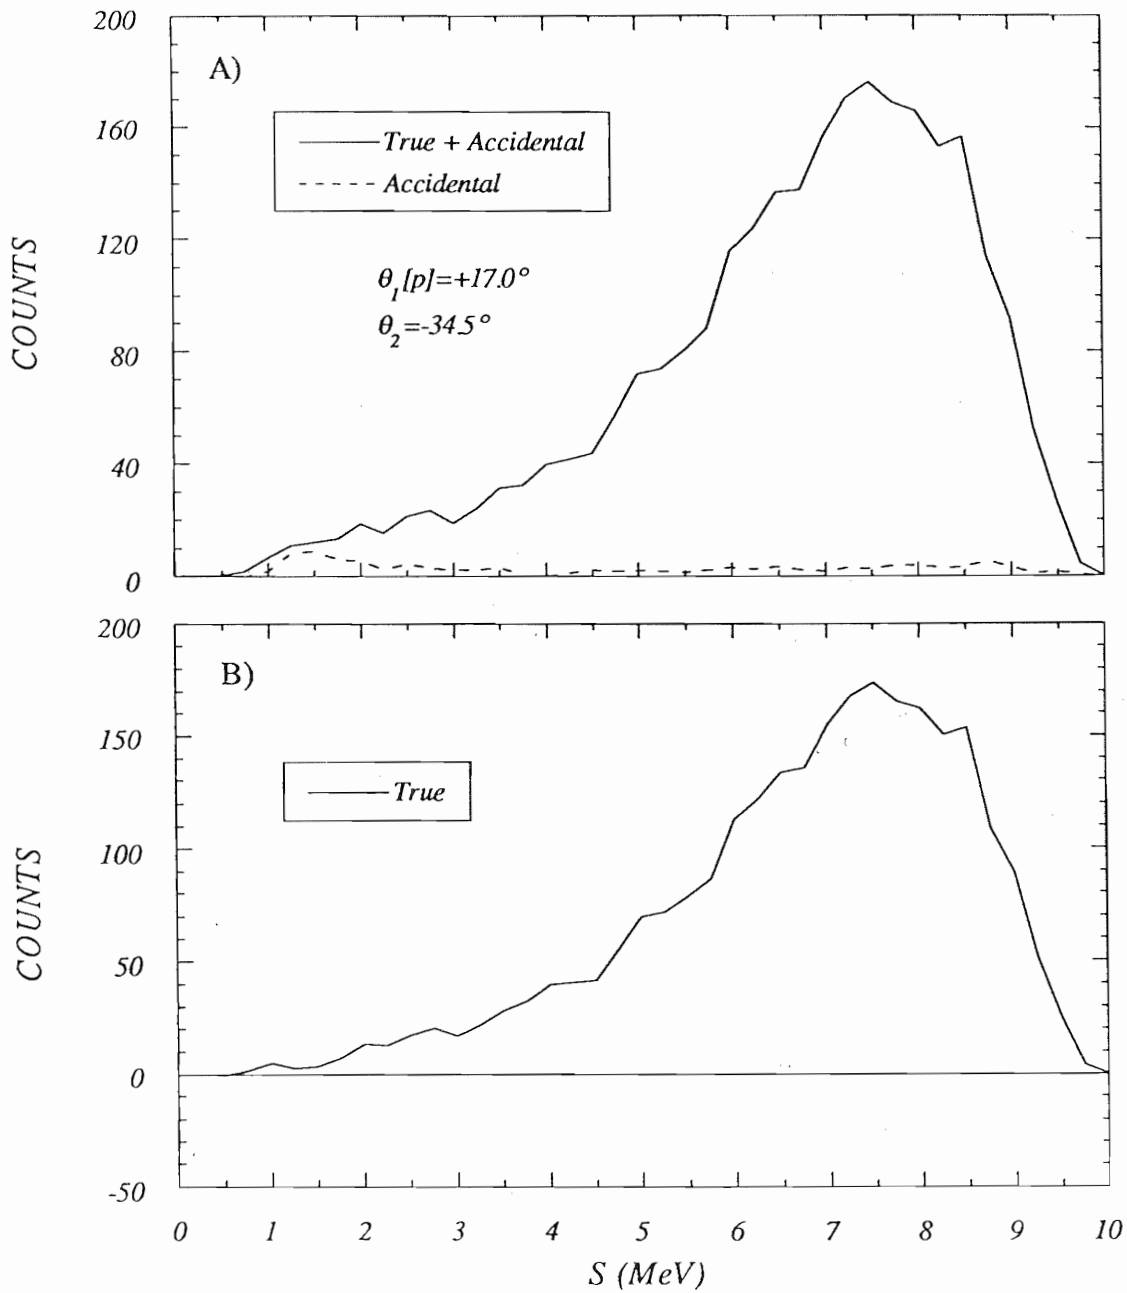 200
A)
160
True + Accidental
Accidental
120
θ1[p]=+17.0°
θ2=-34.5°
80
40
0
COUNTS
200
B)
150
True
100
50
0
-50
COUNTS
0 1 2 3 4 5 6 7 8 9 10
S (MeV)